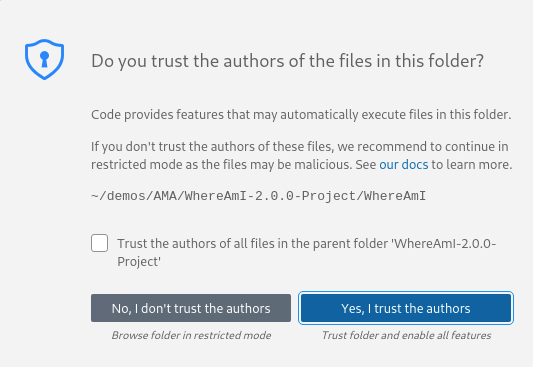 Do you trust the authors of the files in this folder?
Code provides features that may automatically execute files in this folder.
If you don't trust the authors of these files, we recommend to continue in
restricted mode as the files may be malicious. See our docs to learn more.
~/demos/AMA/WhereAmI-2.0.0-Project/WhereAmI
Trust the authors of all files in the parent folder 'WhereAmI-2.0.0-
Project'
No, I don't trust the authors
Yes, I trust the authors
Browse folder in restricted mode
Trust folder and enable all features